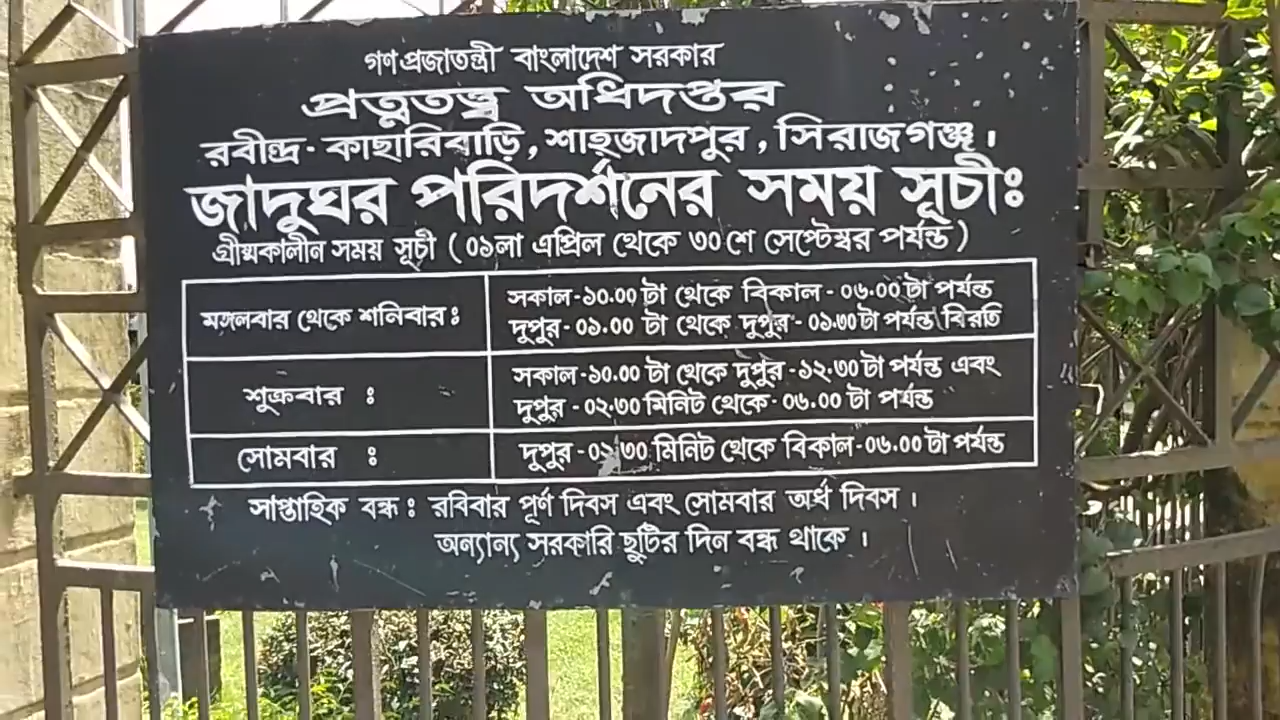 গণ প্রজাতন্ত্রী বাংলাদেশ সরকার
প্রত্নতত্ত্ব অধিদপ্তর
রবীন্দ্র - কাছারিবাড়ি , শাহজাদপুর , সিরাজগঞ্জ ।
জাদুঘর পরিদর্শনের সময় সূচীঃ
গ্রীষ্মকালীন সময় সূচী ( ০১লা এপ্রিল থেকে ৩০ শে সেপ্টেম্বর পর্যন্ত )
মঙ্গলবার থেকে শনিবার ঃ
সকাল -১০.০০ টা থেকে বিকাল - ০৬.০০ টা পর্যন্ত
দুপুর - ০১.০০ টা থেকে দুপুর - ০১.৩০ টা পর্যন্ত বিরতি
শুক্রবার ঃ
সকাল -১০.০০ টা থেকে দুপুর -১২.৩০ টা পর্যন্ত এবং
দুপুর - ০২.৩০ মিনিট থেকে - ০৬.০০ টা পর্যন্ত
সোমবার ঃ
দুপুর - ০২.৩০ মিনিট থেকে বিকাল - ০৬.০০ টা পর্যন্ত
সাপ্তাহিক বন্ধ ঃ রবিবার পূর্ণ দিবস এবং সোমবার অর্ধ দিবস ।
অন্যান্য সরকারি ছুটির দিন বন্ধ থাকে ।